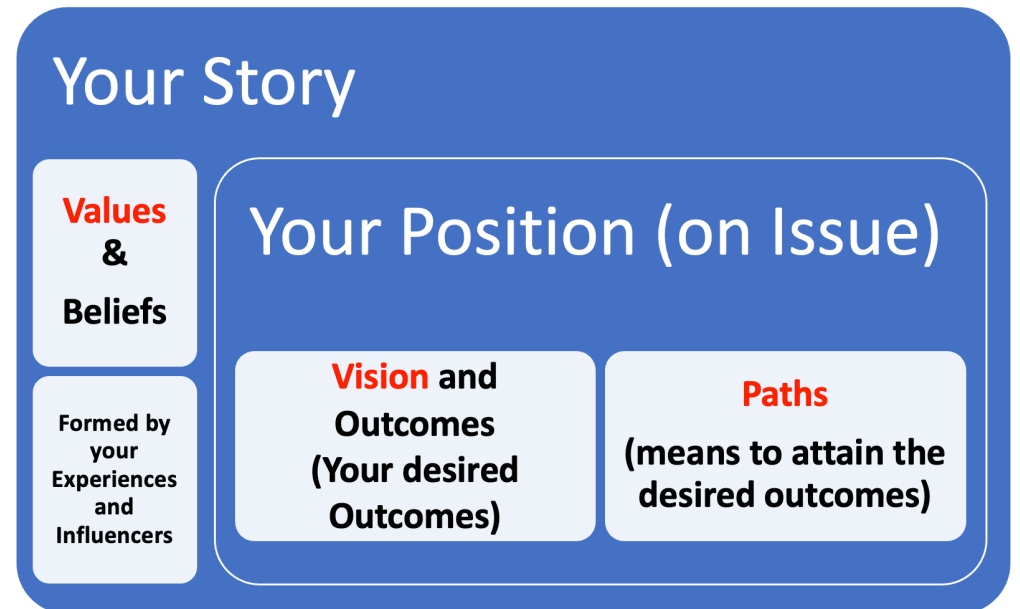 Your Story
Values
&
Beliefs
Formed by
your
Experiences
and
Influencers
Your Position (on Issue)
Vision and
Outcomes
(Your desired
Outcomes)
Paths
(means to attain the
desired outcomes)